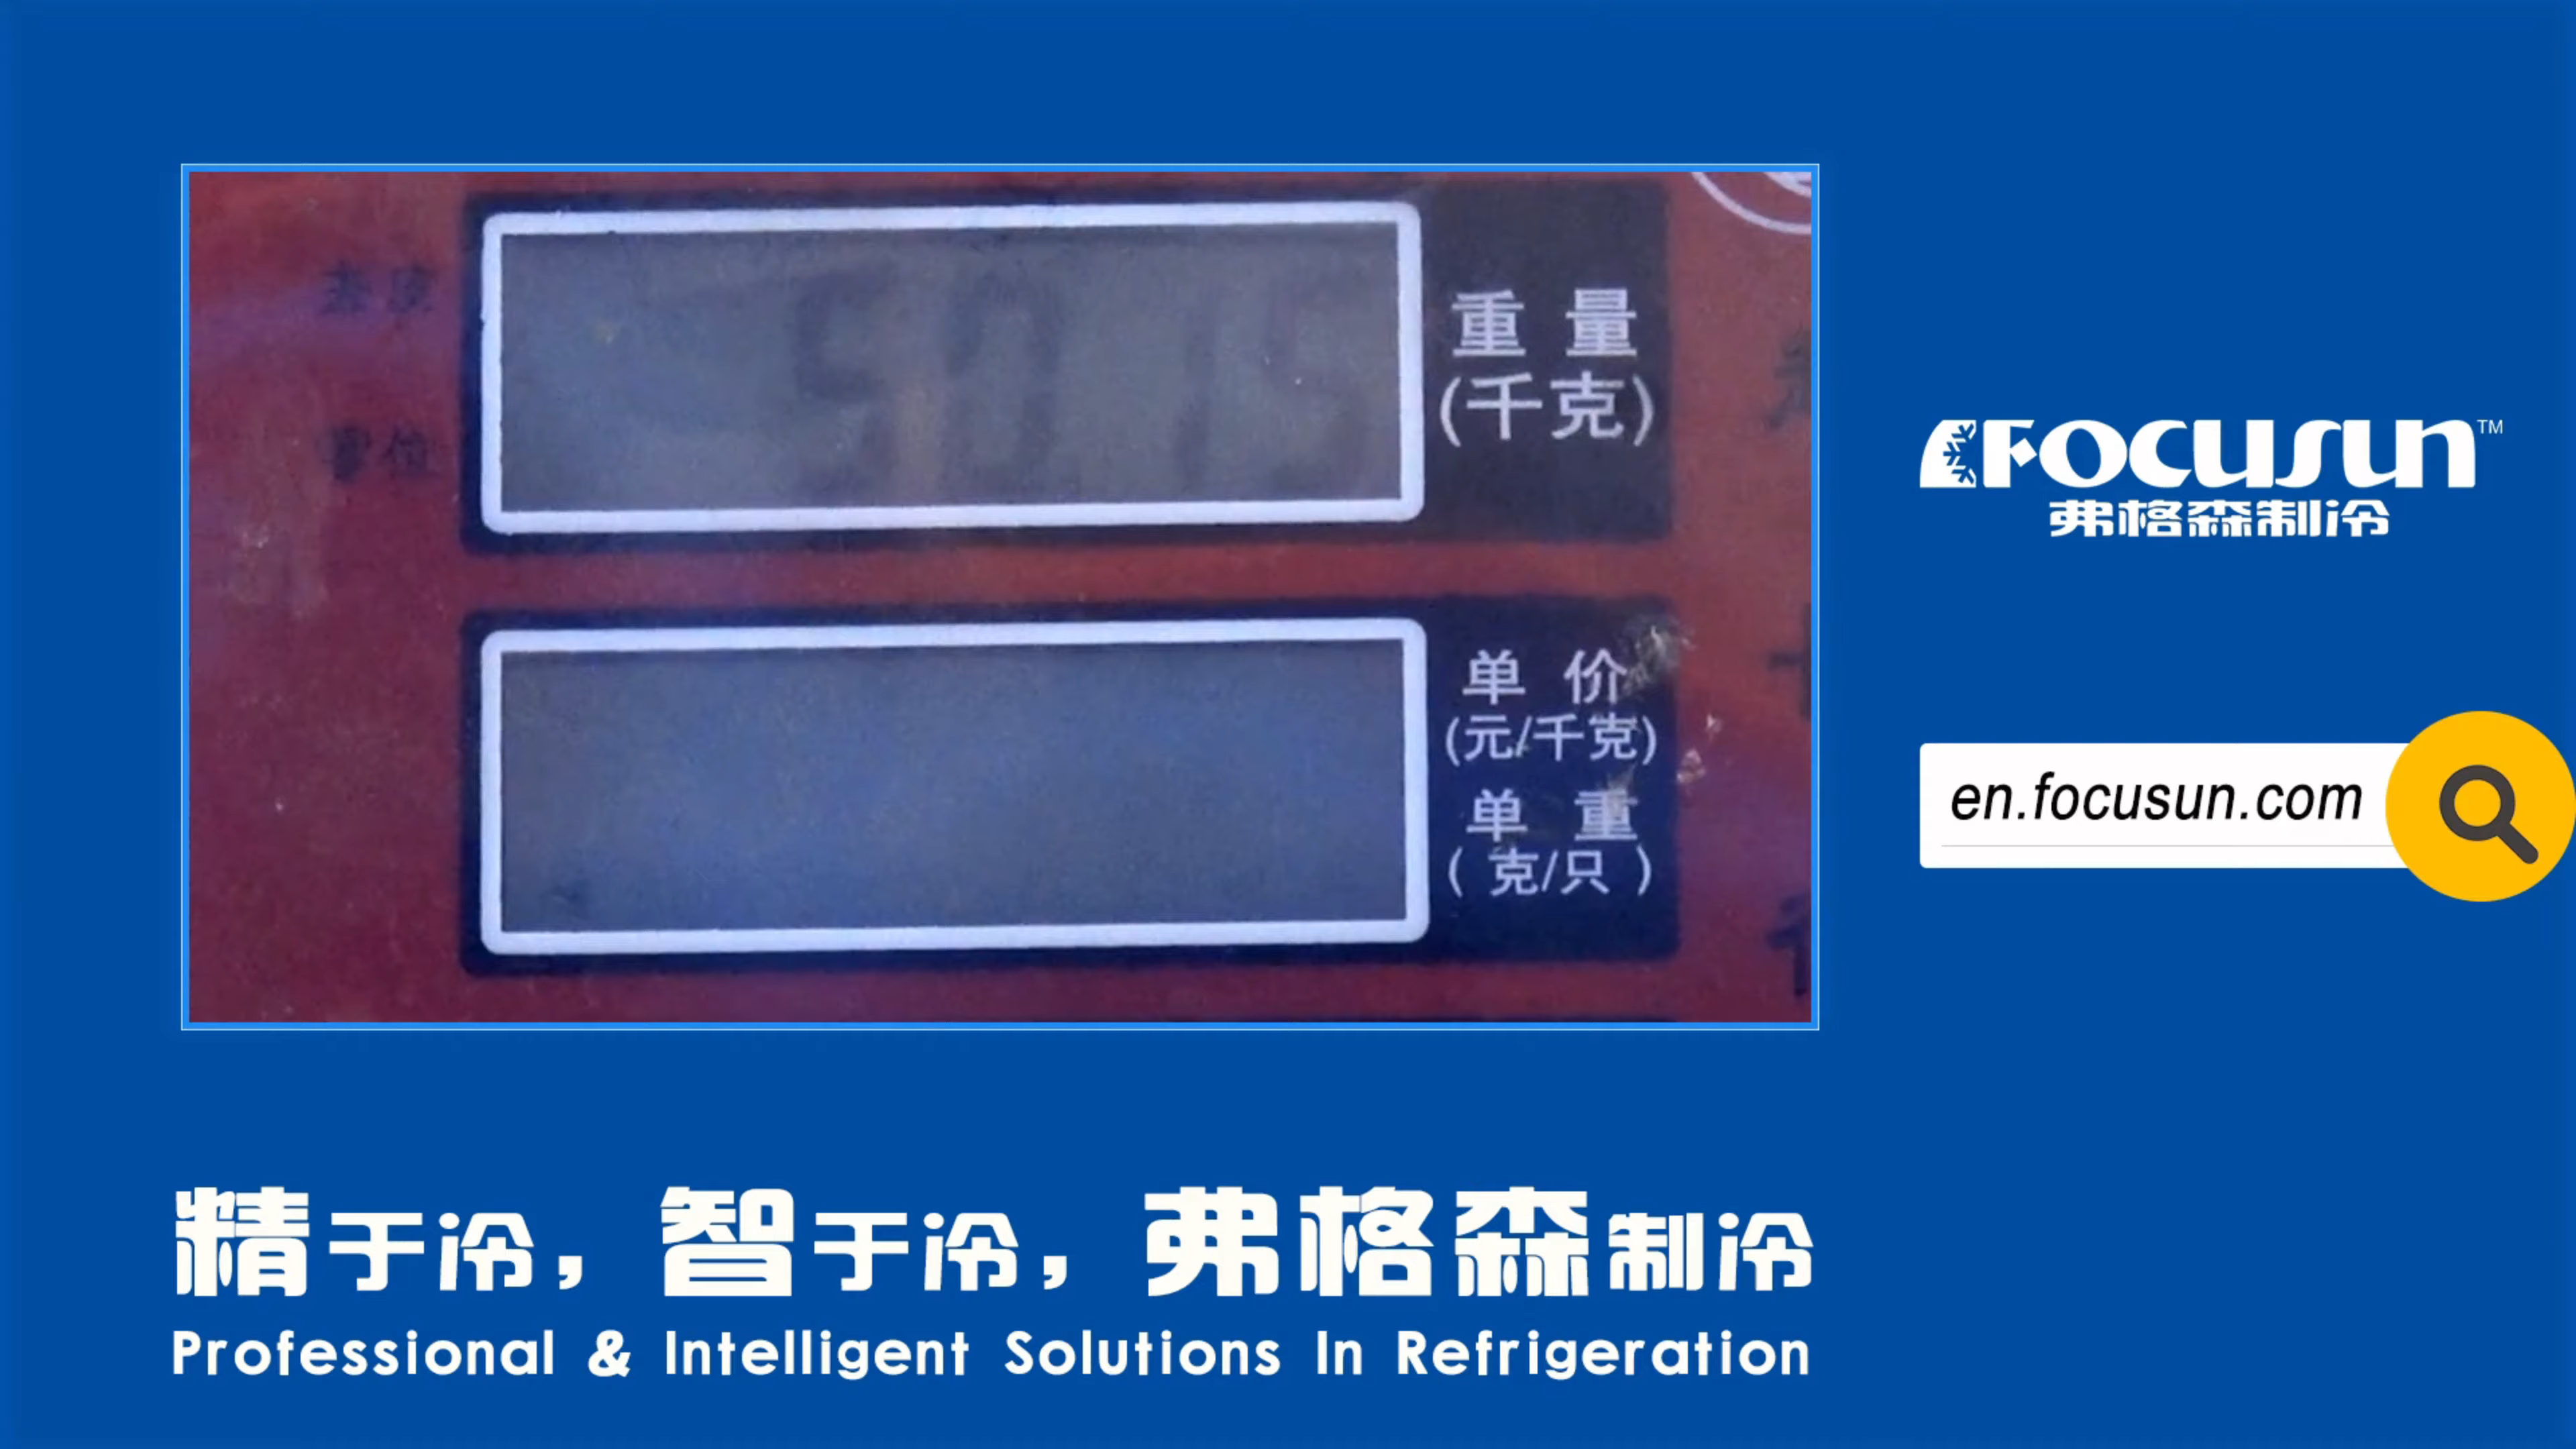 重 量
(千克)
零位
单 价
(元/千克)
单 重
( 克/只 )
FOCUSUN™
弗格森制冷
en.focusun.com
精于冷，智于冷，弗格森制冷
Professional & Intelligent Solutions In Refrigeration